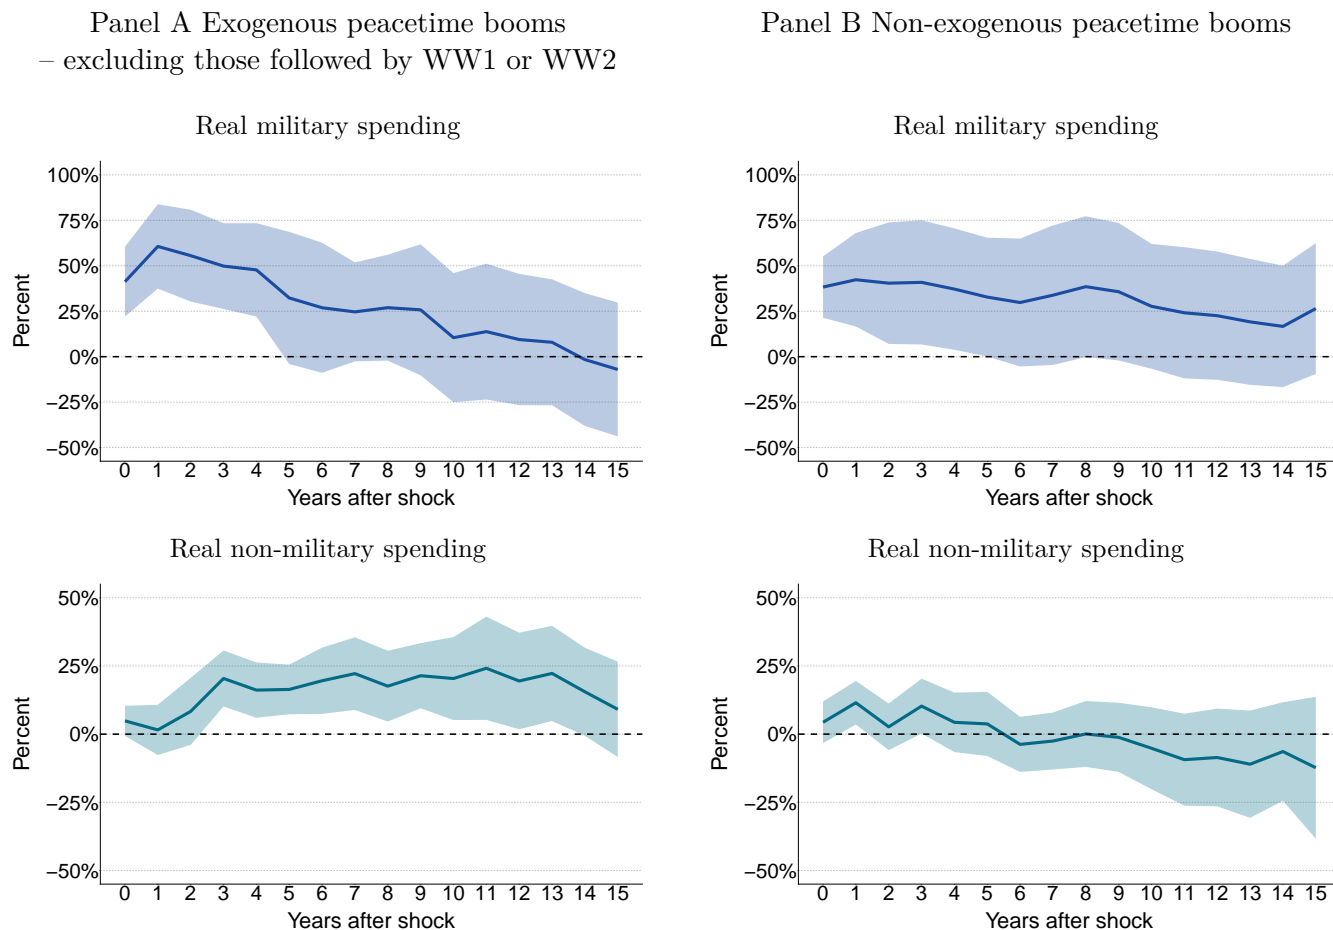 Panel A Exogenous peacetime booms
– excluding those followed by WW1 or WW2
Panel B Non-exogenous peacetime booms
Real military spending
100%
75%
50%
25%
0%
−25%
−50%
Percent
0 1 2 3 4 5 6 7 8 9 10 11 12 13 14 15
Years after shock
Real military spending
100%
75%
50%
25%
0%
−25%
−50%
Percent
0 1 2 3 4 5 6 7 8 9 10 11 12 13 14 15
Years after shock
Real non-military spending
50%
25%
0%
−25%
−50%
Percent
0 1 2 3 4 5 6 7 8 9 10 11 12 13 14 15
Years after shock
Real non-military spending
50%
25%
0%
−25%
−50%
Percent
0 1 2 3 4 5 6 7 8 9 10 11 12 13 14 15
Years after shock